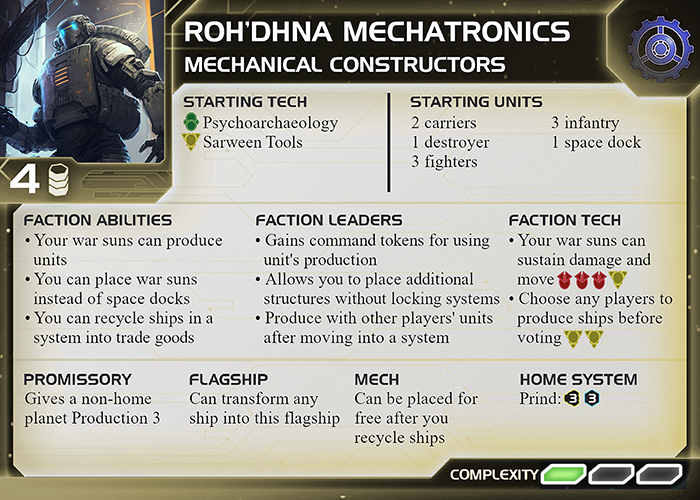 ROH'DHNA MECHATRONICS
MECHANICAL CONSTRUCTORS
4
STARTING TECH
Psychoarchaeology
Sarween Tools
STARTING UNITS
2 carriers
1 destroyer
3 fighters
3 infantry
1 space dock
FACTION ABILITIES
• Your war suns can produce
units
• You can place war suns
instead of space docks
• You can recycle ships in a
system into trade goods
FACTION LEADERS
• Gains command tokens for using
unit's production
• Allows you to place additional
structures without locking systems
• Produce with other players' units
after moving into a system
FACTION TECH
• Your war suns can
sustain damage and
move
• Choose any players to
produce ships before
voting
PROMISSORY
Gives a non-home
planet Production 3
FLAGSHIP
Can transform any
ship into this flagship
MECH
Can be placed for
free after you
recycle ships
HOME SYSTEM
Prind: 3 3
COMPLEXITY